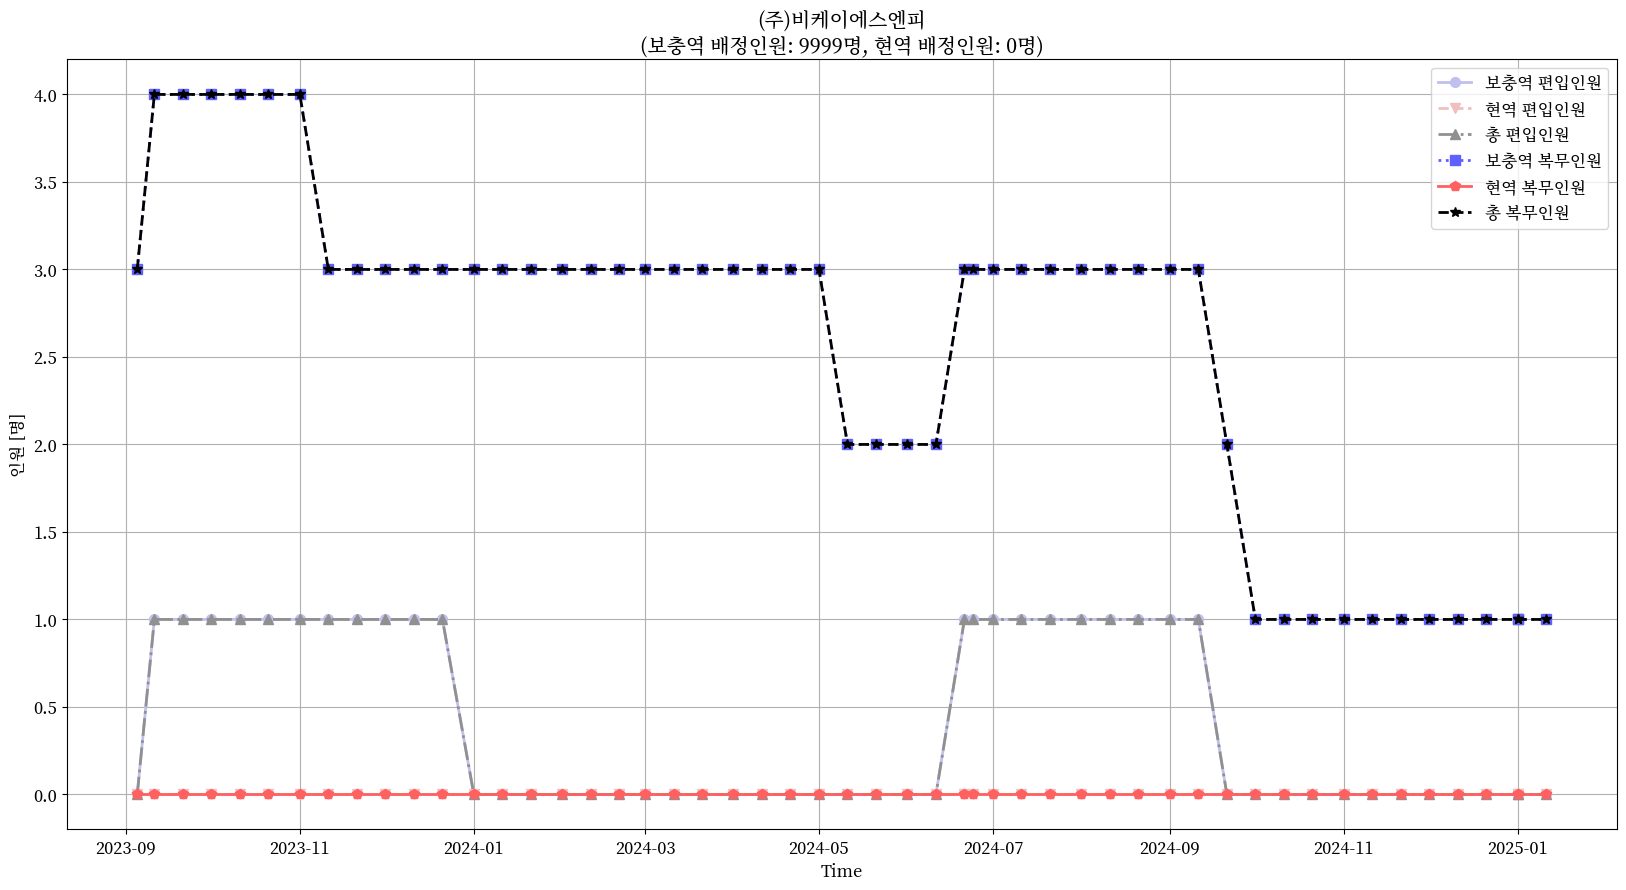 (주)비케이에스엔피
(보충역 배정인원: 9999명, 현역 배정인원: 0명)
보충역 편입인원
현역 편입인원
총 편입인원
보충역 복무인원
현역 복무인원
총 복무인원
인원 [명]
4.0
3.5
3.0
2.5
2.0
1.5
1.0
0.5
0.0
2023-09 2023-11 2024-01 2024-03 2024-05 2024-07 2024-09 2024-11 2025-01
Time